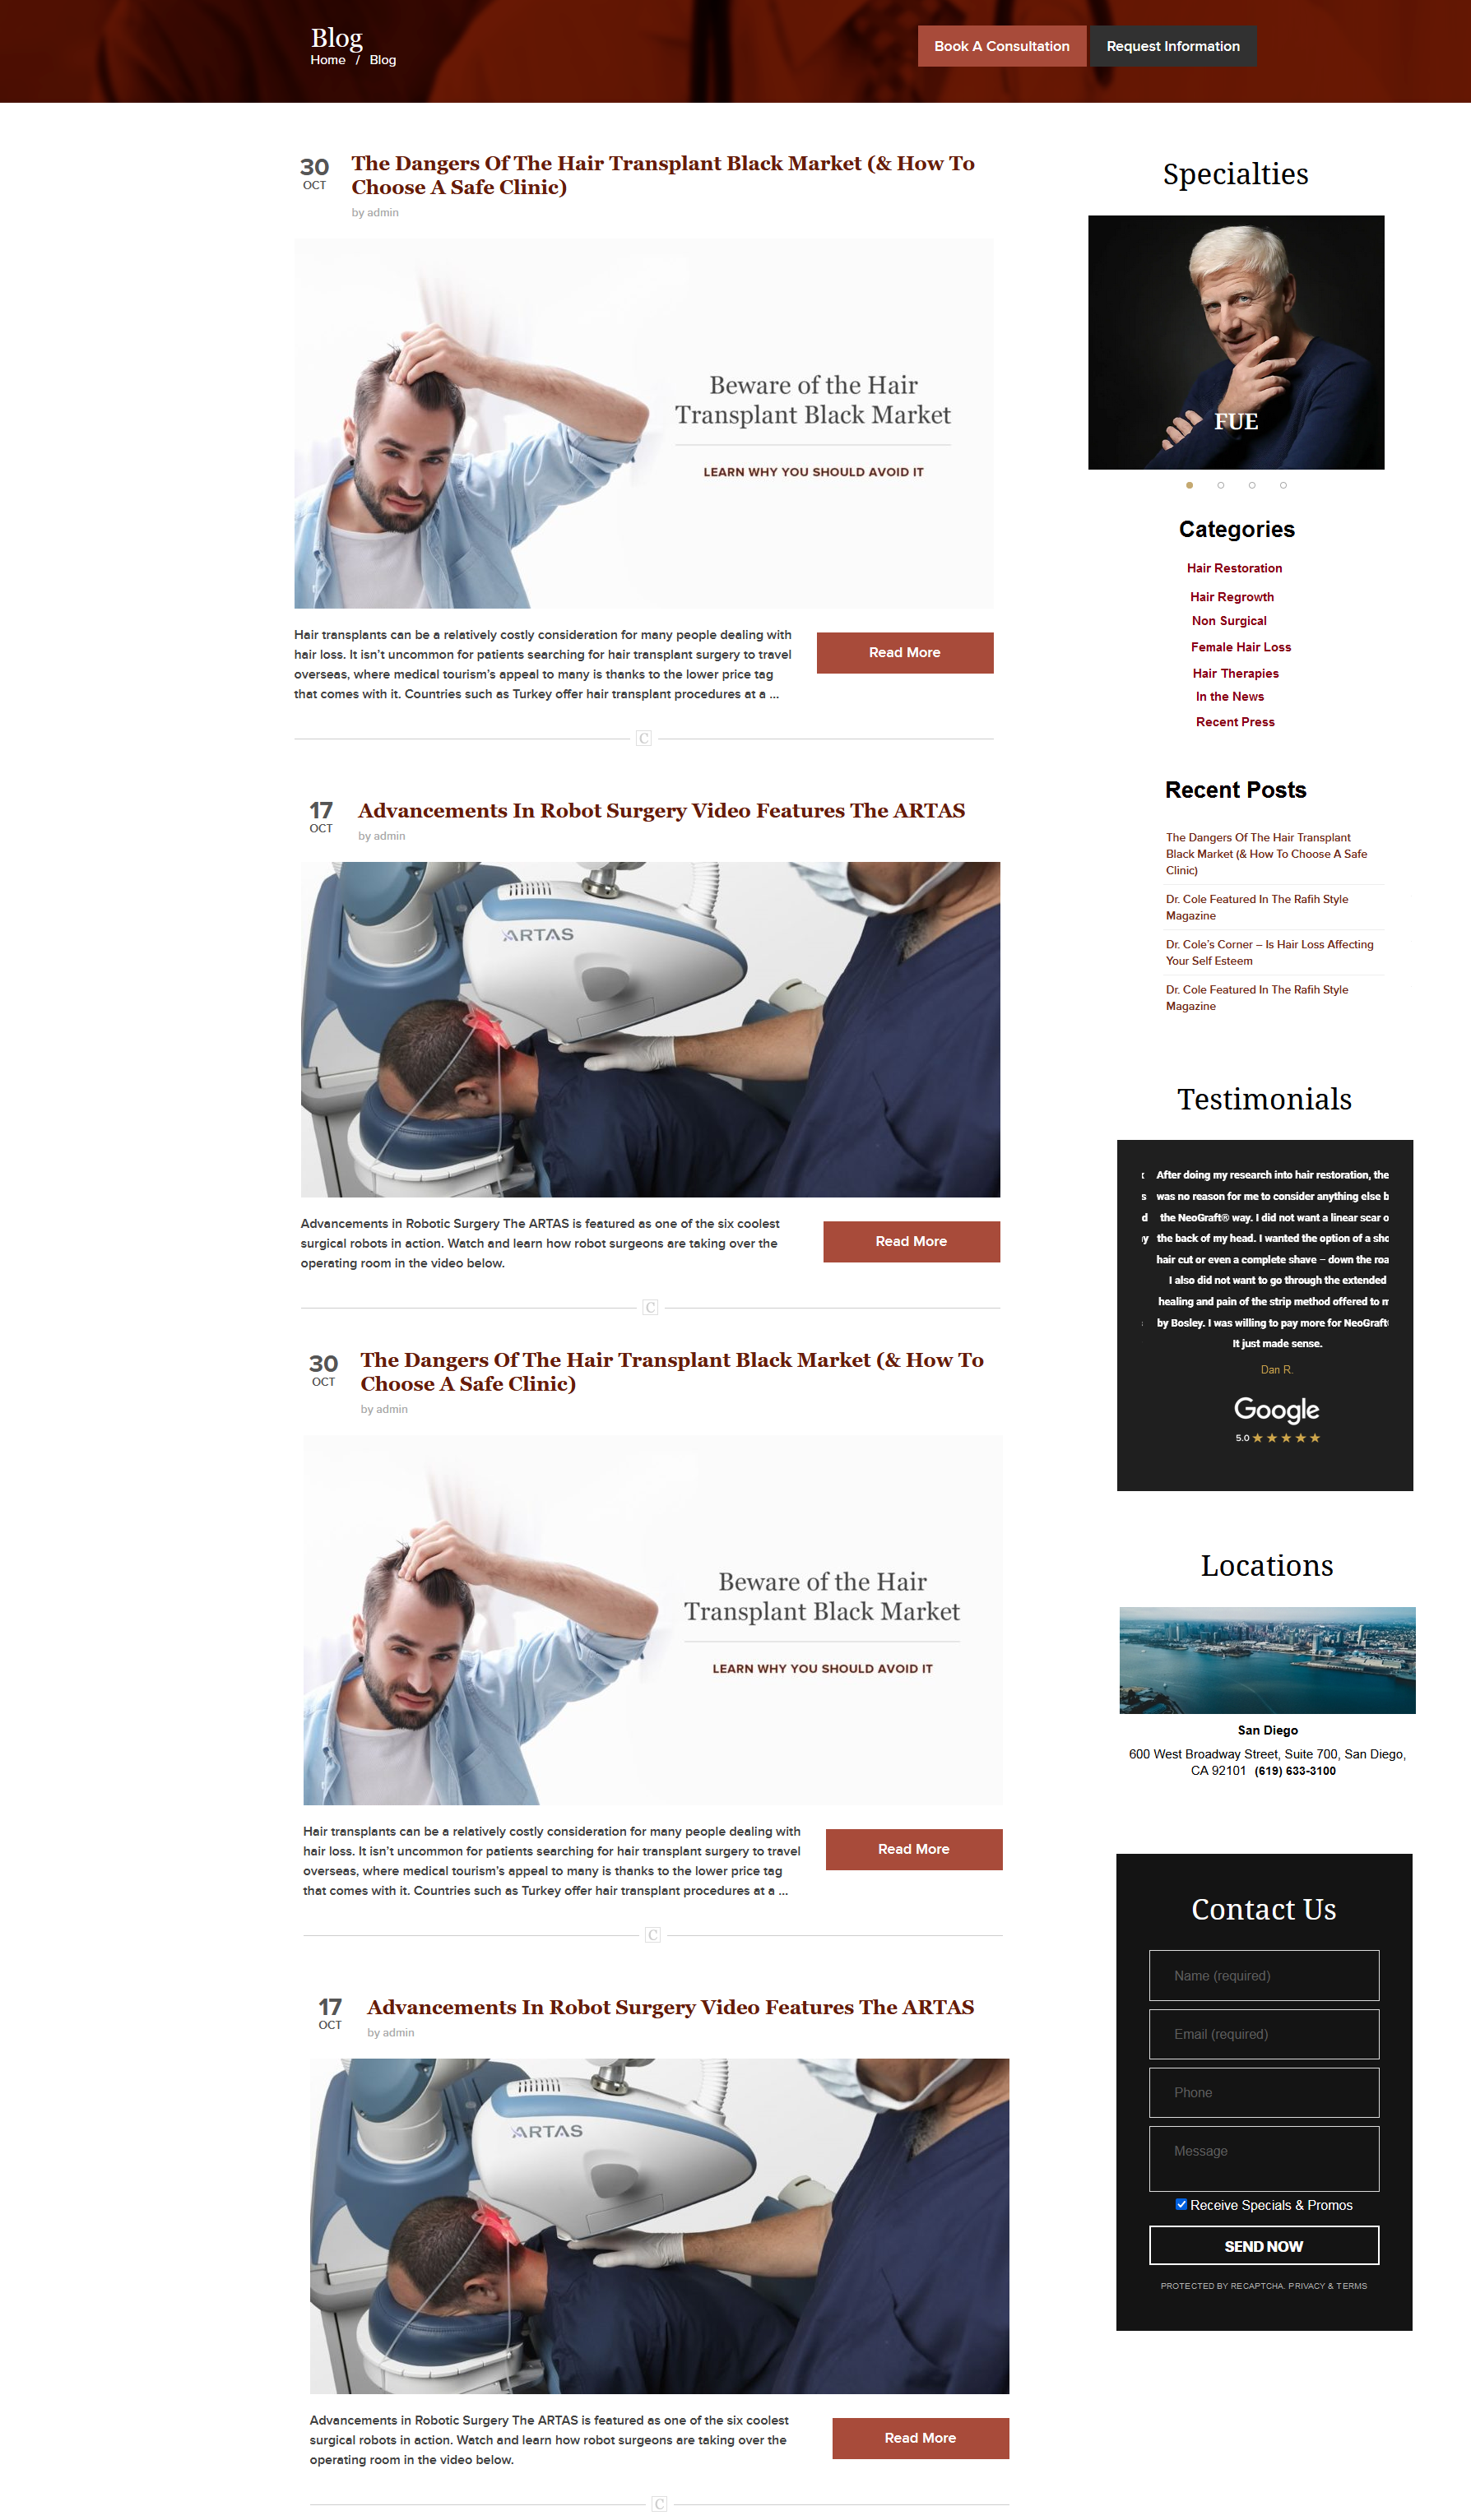 Blog
Home / Blog
Book A Consultation
Request Information
30
OCT
The Dangers Of The Hair Transplant Black Market (& How To
Choose A Safe Clinic)
by admin
Beware of the Hair
Transplant Black Market
LEARN WHY YOU SHOULD AVOID IT
Hair transplants can be a relatively costly consideration for many people dealing with
hair loss. It isn't uncommon for patients searching for hair transplant surgery to travel
overseas, where medical tourism's appeal to many is thanks to the lower price tag
that comes with it. Countries such as Turkey offer hair transplant procedures at a ...
Read More
C
17
OCT
Advancements In Robot Surgery Video Features The ARTAS
by admin
ARTAS
Advancements in Robotic Surgery The ARTAS is featured as one of the six coolest
surgical robots in action. Watch and learn how robot surgeons are taking over the
operating room in the video below.
Read More
C
30
OCT
The Dangers Of The Hair Transplant Black Market (& How To
Choose A Safe Clinic)
by admin
Beware of the Hair
Transplant Black Market
LEARN WHY YOU SHOULD AVOID IT
Hair transplants can be a relatively costly consideration for many people dealing with
hair loss. It isn't uncommon for patients searching for hair transplant surgery to travel
overseas, where medical tourism's appeal to many is thanks to the lower price tag
that comes with it. Countries such as Turkey offer hair transplant procedures at a ...
Read More
C
17
OCT
Advancements In Robot Surgery Video Features The ARTAS
by admin
ARTAS
Advancements in Robotic Surgery The ARTAS is featured as one of the six coolest
surgical robots in action. Watch and learn how robot surgeons are taking over the
operating room in the video below.
Read More
C
Specialties
FUE
Categories
Hair Restoration
Hair Regrowth
Non Surgical
Female Hair Loss
Hair Therapies
In the News
Recent Press
Recent Posts
The Dangers Of The Hair Transplant
Black Market (& How To Choose A Safe
Clinic)
Dr. Cole Featured In The Rafih Style
Magazine
Dr. Cole's Corner – Is Hair Loss Affecting
Your Self Esteem
Dr. Cole Featured In The Rafih Style
Magazine
Testimonials
After doing my research into hair restoration, the
was no reason for me to consider anything else b
the NeoGraft® way. I did not want a linear scar o
the back of my head. I wanted the option of a sho
hair cut or even a complete shave – down the roa
I also did not want to go through the extended
healing and pain of the strip method offered to m
by Bosley. I was willing to pay more for NeoGraft
It just made sense.
Dan R.
Google
5.0 ★★★★★
Locations
San Diego
600 West Broadway Street, Suite 700, San Diego,
CA 92101 (619) 633-3100
Contact Us
Name (required)
Email (required)
Phone
Message
Receive Specials & Promos
SEND NOW
PROTECTED BY RECAPTCHA. PRIVACY & TERMS